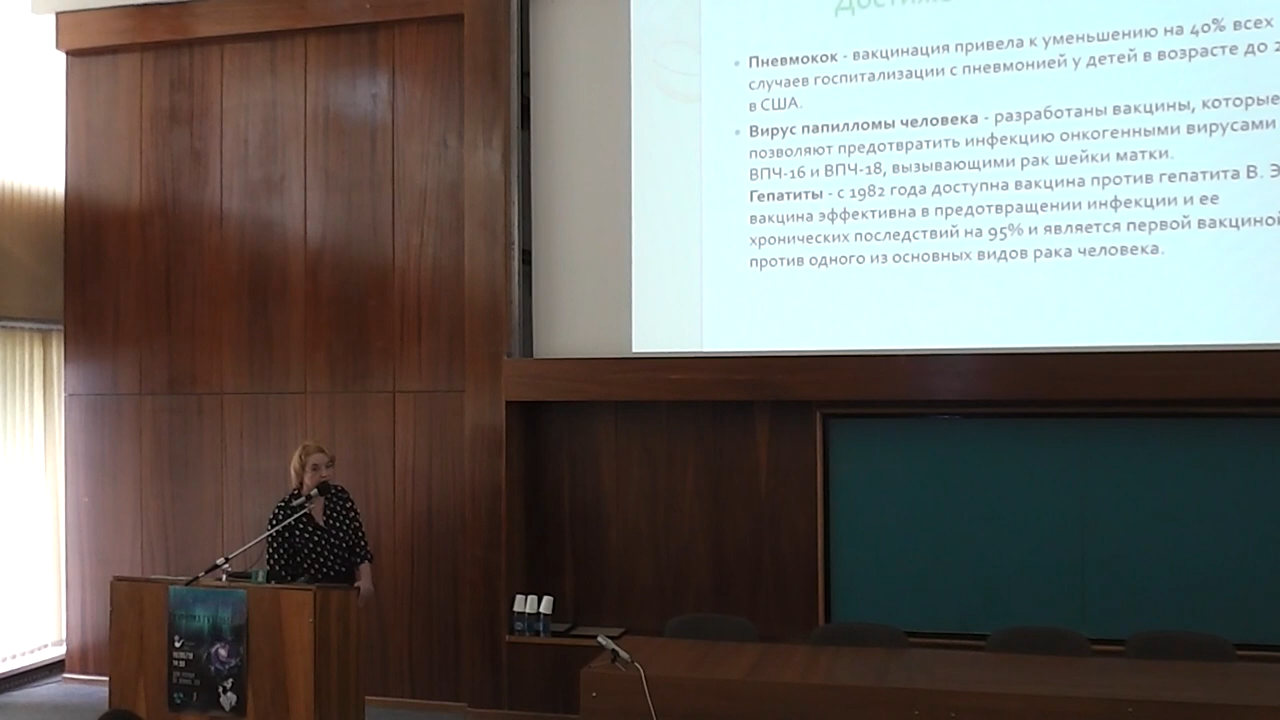 Пневмокок - вакцинация привела к уменьшению на 40% всех
случаев госпитализации с пневмонией у детей в возрасте до 2
в США.
Вирус папилломы человека - разработаны вакцины, которые
позволяют предотвратить инфекцию онкогенными вирусами
ВПЧ-16 и ВПЧ-18, вызывающими рак шейки матки.
Гепатиты - с 1982 года доступна вакцина против гепатита В. Э
вакцина эффективна в предотвращении инфекции и ее
хронических последствий на 95% и является первой вакциной
против одного из основных видов рака человека.